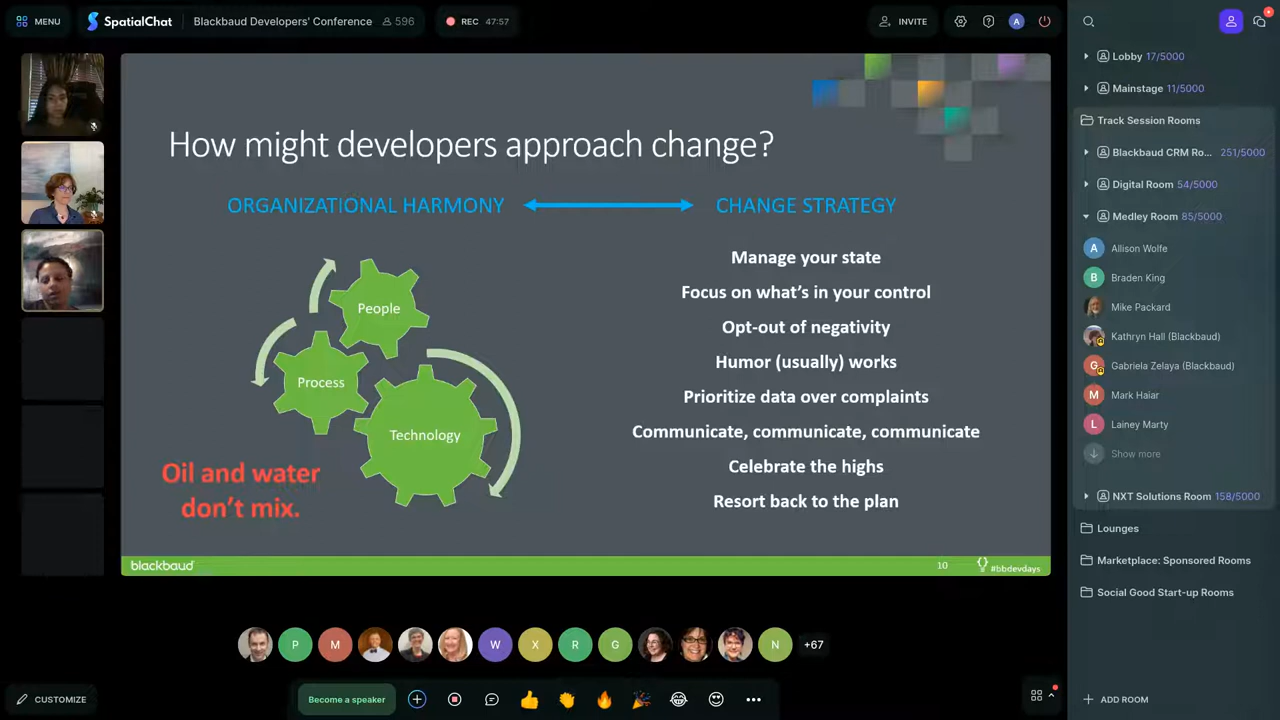 MENU
SpatialChat
Blackbaud Developers' Conference
596
REC 47:57
INVITE
A
How might developers approach change?
ORGANIZATIONAL HARMONY
CHANGE STRATEGY
People
Process
Technology
Oil and water
don't mix.
Manage your state
Focus on what's in your control
Opt-out of negativity
Humor (usually) works
Prioritize data over complaints
Communicate, communicate, communicate
Celebrate the highs
Resort back to the plan
blackbaud
10
#bbdevdays
P
M
W
X
R
G
N
+67
CUSTOMIZE
Become a speaker
Lobby 17/5000
Mainstage 11/5000
Track Session Rooms
Blackbaud CRM Ro... 251/5000
Digital Room 54/5000
Medley Room 85/5000
A Allison Wolfe
B Braden King
Mike Packard
Kathryn Hall (Blackbaud)
G Gabriela Zelaya (Blackbaud)
M Mark Haiar
L Lainey Marty
Show more
NXT Solutions Room 158/5000
Lounges
Marketplace: Sponsored Rooms
Social Good Start-up Rooms
ADD ROOM